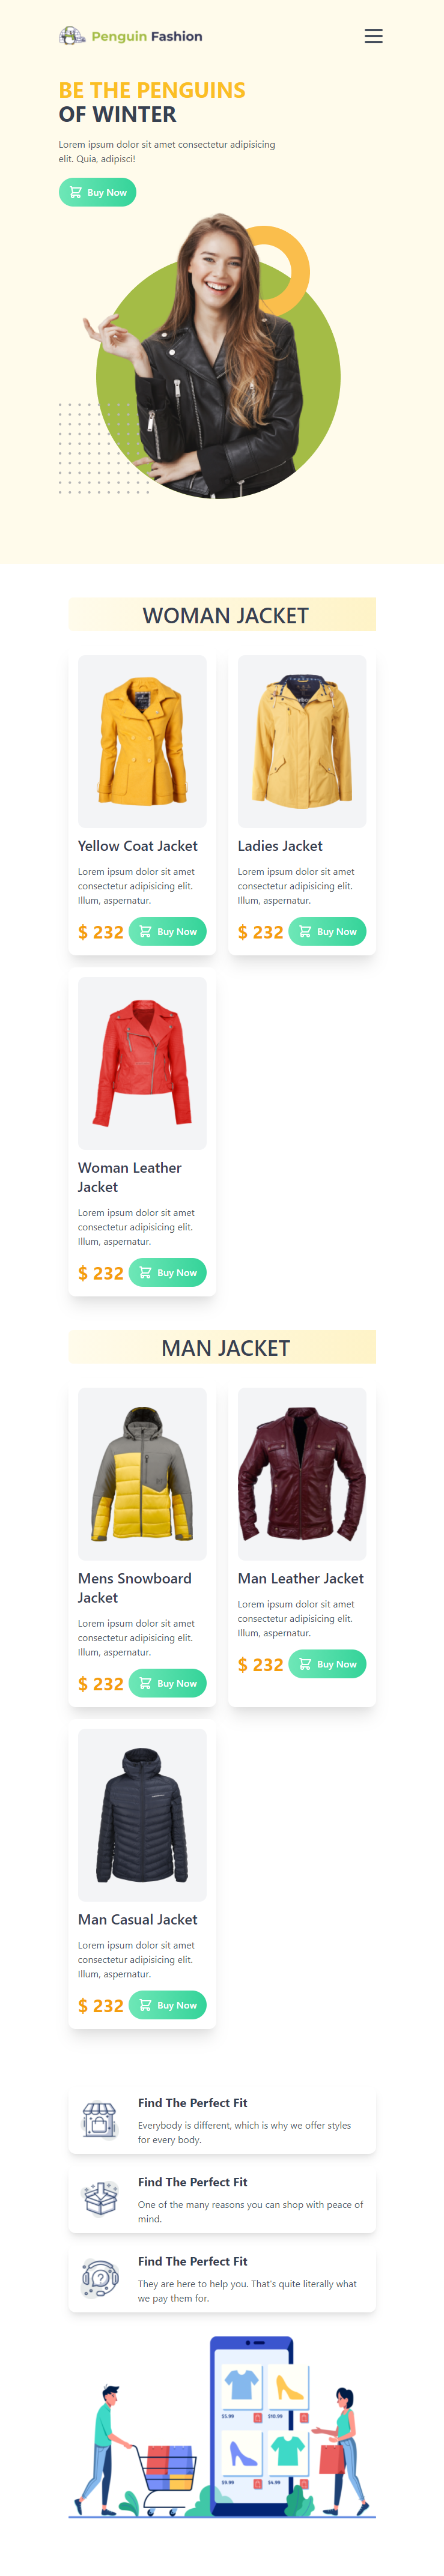 Penguin Fashion
BE THE PENGUINS
OF WINTER
Lorem ipsum dolor sit amet consectetur adipisicing
elit. Quia, adipisci!
Buy Now
WOMAN JACKET
Yellow Coat Jacket
Lorem ipsum dolor sit amet
consectetur adipisicing elit.
Illum, aspernatur.
$ 232
Buy Now
Ladies Jacket
Lorem ipsum dolor sit amet
consectetur adipisicing elit.
Illum, aspernatur.
$ 232
Buy Now
Woman Leather
Jacket
Lorem ipsum dolor sit amet
consectetur adipisicing elit.
Illum, aspernatur.
$ 232
Buy Now
MAN JACKET
Mens Snowboard
Jacket
Lorem ipsum dolor sit amet
consectetur adipisicing elit.
Illum, aspernatur.
$ 232
Buy Now
Man Leather Jacket
Lorem ipsum dolor sit amet
consectetur adipisicing elit.
Illum, aspernatur.
$ 232
Buy Now
Man Casual Jacket
Lorem ipsum dolor sit amet
consectetur adipisicing elit.
Illum, aspernatur.
$ 232
Buy Now
Find The Perfect Fit
Everybody is different, which is why we offer styles
for every body.
Find The Perfect Fit
One of the many reasons you can shop with peace of
mind.
Find The Perfect Fit
They are here to help you. That's quite literally what
we pay them for.
$5.99
$10.99
$9.99
$4.99